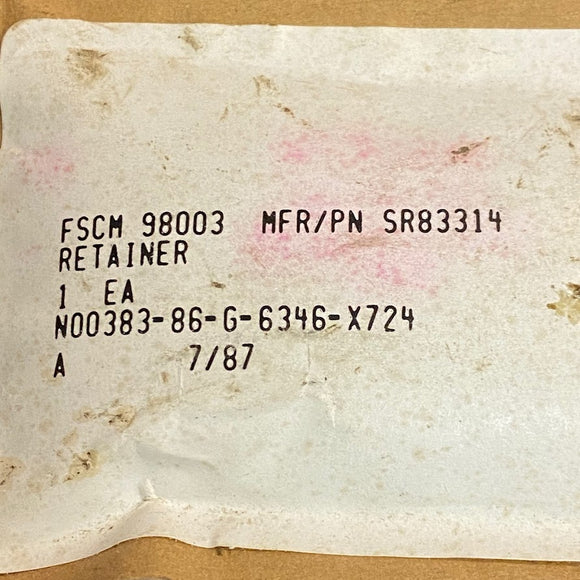 FSCM 98003 MFR/PN SR83314
RETAINER
1 EA
N00383-86-G-6346-X724
A 7/87